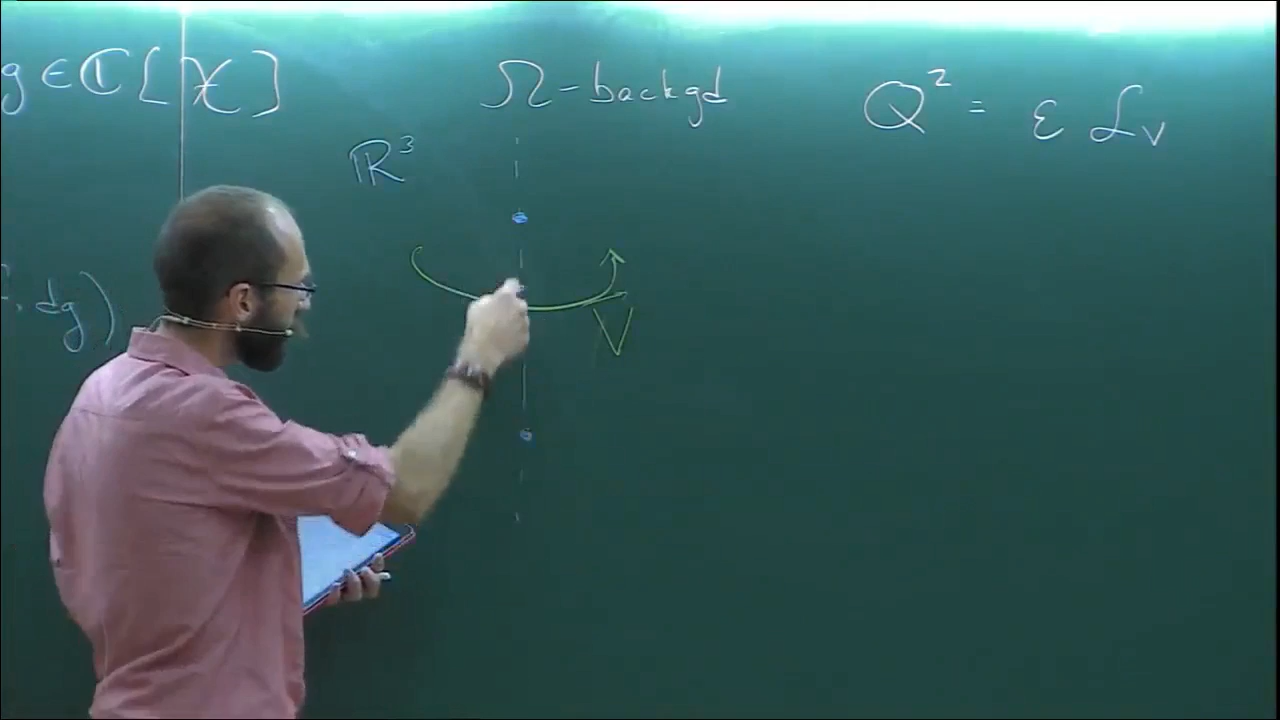 g ∈ ℂ[χ]
Ω-backgd
Q² = ε ℒ_V
ℝ³
, dg)
V